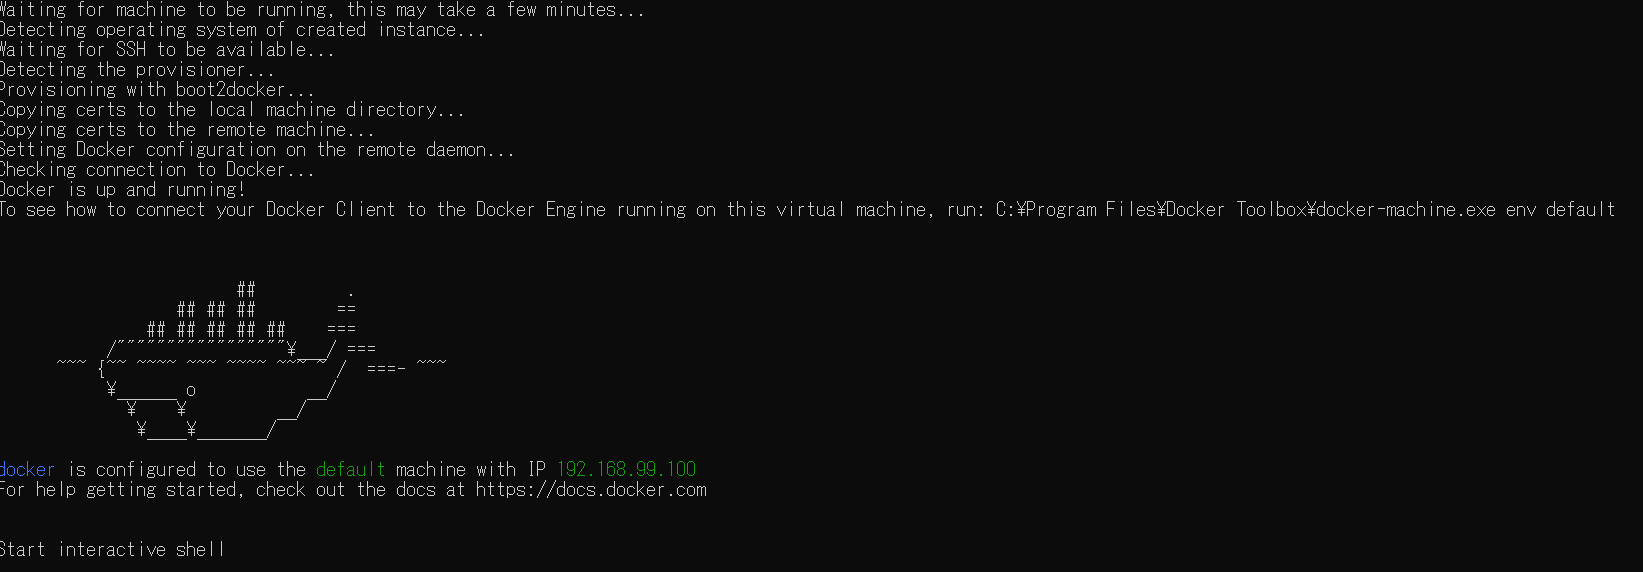 Waiting for machine to be running, this may take a few minutes...
Detecting operating system of created instance...
Waiting for SSH to be available...
Detecting the provisioner...
Provisioning with boot2docker...
Copying certs to the local machine directory...
Copying certs to the remote machine...
Setting Docker configuration on the remote daemon...
Checking connection to Docker...
Docker is up and running!
To see how to connect your Docker Client to the Docker Engine running on this virtual machine, run: C:¥Program Files¥Docker Toolbox¥docker-machine.exe env default
                        ##         .
                  ## ## ##        ==
               ## ## ## ## ##    ===
           /"""""""""""""""""¥___/ ===
      ~~~ {~~ ~~~~ ~~~ ~~~~ ~~~ ~ /  ===- ~~~
           ¥______ o           __/
             ¥    ¥         __/
              ¥____¥_______/
docker is configured to use the default machine with IP 192.168.99.100
For help getting started, check out the docs at https://docs.docker.com
Start interactive shell